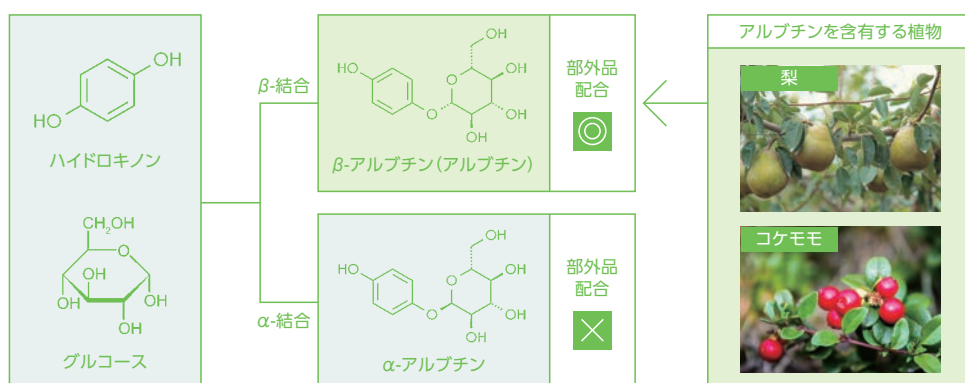 OH
HO
ハイドロキノン
CH2OH
O
OH
OH
OH
OH
グルコース
β-結合
α-結合
OH
HO
O
OH
O
OH
OH
β-アルブチン（アルブチン）
部外品
配合
◎
OH
HO
O
OH
O
OH
OH
α-アルブチン
部外品
配合
×
アルブチンを含有する植物
梨
コケモモ